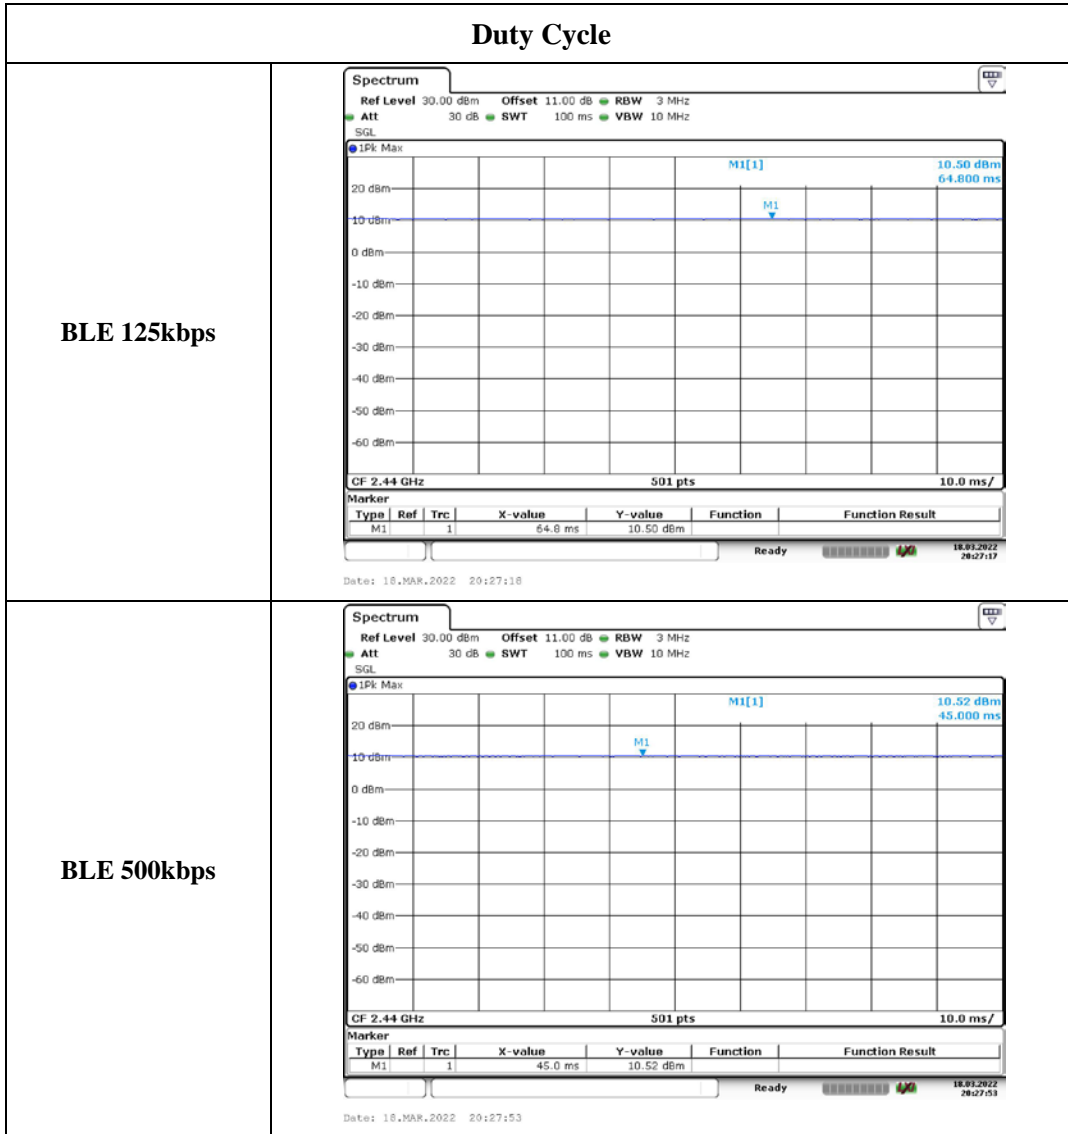 Duty Cycle
BLE 125kbps
Spectrum
Ref Level 30.00 dBm Offset 11.00 dB RBW 3 MHz
Att 30 dB SWT 100 ms VBW 10 MHz
SGL
1Pk Max
M1[1] 10.50 dBm
64.800 ms
20 dBm
M1
10 dBm
0 dBm
-10 dBm
-20 dBm
-30 dBm
-40 dBm
-50 dBm
-60 dBm
CF 2.44 GHz 501 pts 10.0 ms/
Marker
Type Ref Trc X-value Y-value Function Function Result
M1 1 64.8 ms 10.50 dBm
Ready 18.03.2022
20:27:17
Date: 18.MAR.2022 20:27:18
BLE 500kbps
Spectrum
Ref Level 30.00 dBm Offset 11.00 dB RBW 3 MHz
Att 30 dB SWT 100 ms VBW 10 MHz
SGL
1Pk Max
M1[1] 10.52 dBm
45.000 ms
20 dBm
M1
10 dBm
0 dBm
-10 dBm
-20 dBm
-30 dBm
-40 dBm
-50 dBm
-60 dBm
CF 2.44 GHz 501 pts 10.0 ms/
Marker
Type Ref Trc X-value Y-value Function Function Result
M1 1 45.0 ms 10.52 dBm
Ready 18.03.2022
20:27:53
Date: 18.MAR.2022 20:27:53